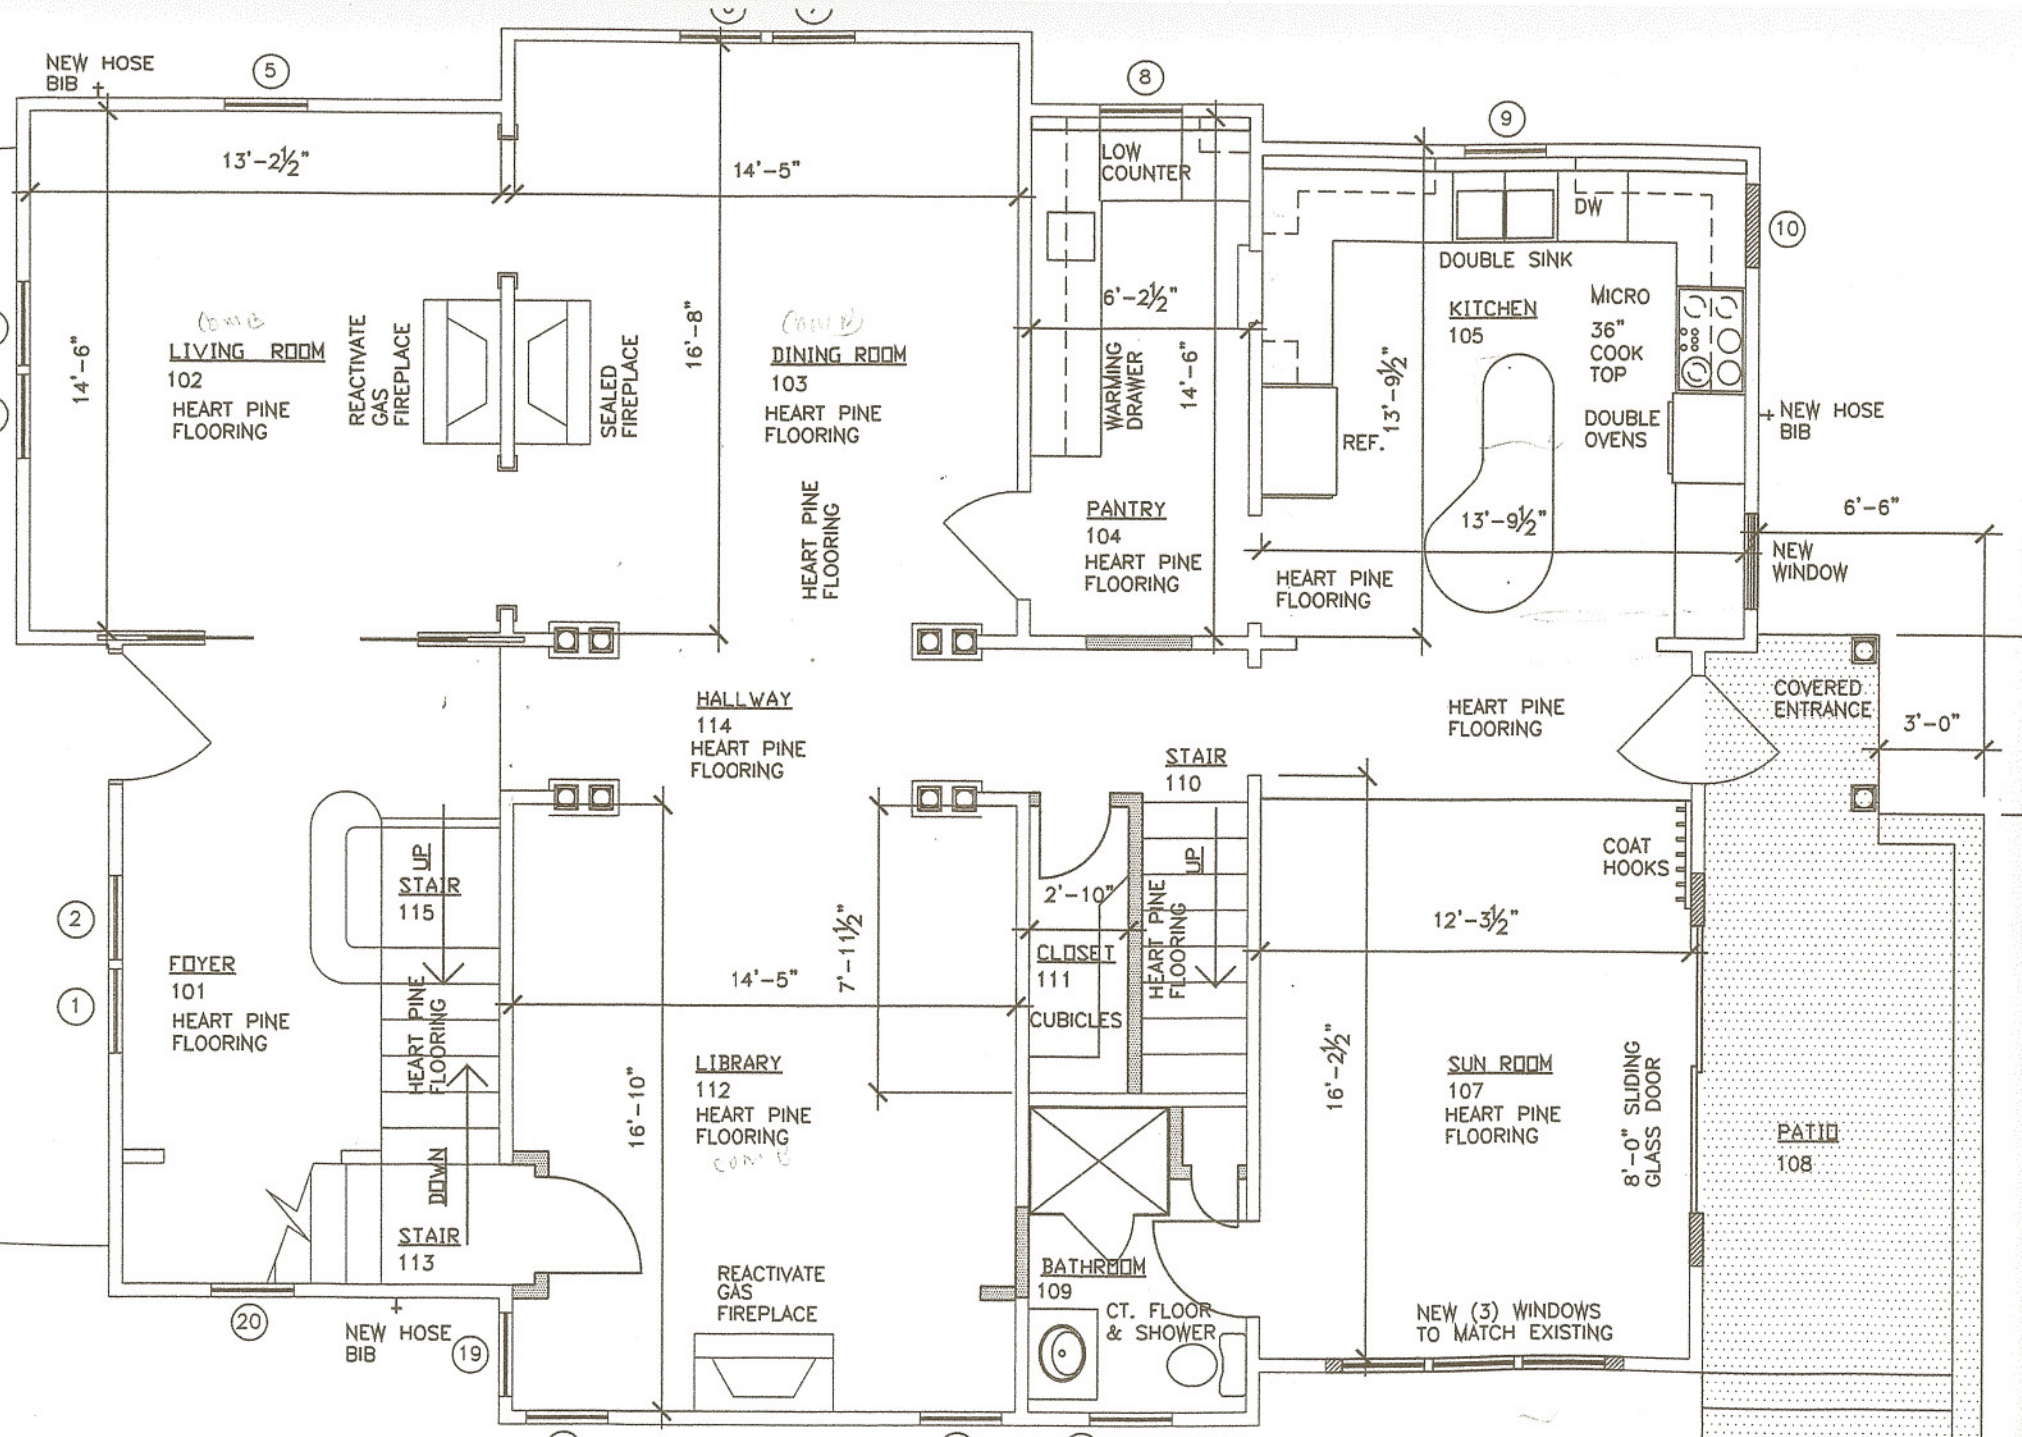 NEW HOSE
BIB
5
8
9
10
13'-2½"
14'-5"
LOW
COUNTER
DW
DOUBLE SINK
6'-2½"
14'-6"
16'-8"
14'-6"
13'-9½"
LIVING ROOM
102
HEART PINE
FLOORING
REACTIVATE
GAS
FIREPLACE
SEALED
FIREPLACE
DINING ROOM
103
HEART PINE
FLOORING
HEART PINE
FLOORING
WARMING
DRAWER
PANTRY
104
HEART PINE
FLOORING
KITCHEN
105
MICRO
36"
COOK
TOP
DOUBLE
OVENS
REF.
13'-9½"
HEART PINE
FLOORING
NEW HOSE
BIB
6'-6"
NEW
WINDOW
HALLWAY
114
HEART PINE
FLOORING
STAIR
110
UP
HEART PINE
FLOORING
HEART PINE
FLOORING
COVERED
ENTRANCE
3'-0"
COAT
HOOKS
2
1
FOYER
101
HEART PINE
FLOORING
UP
STAIR
115
HEART PINE
FLOORING
DOWN
STAIR
113
14'-5"
7'-11½"
16'-10"
LIBRARY
112
HEART PINE
FLOORING
REACTIVATE
GAS
FIREPLACE
2'-10"
CLOSET
111
CUBICLES
BATHROOM
109
CT. FLOOR
& SHOWER
12'-3½"
16'-2½"
SUN ROOM
107
HEART PINE
FLOORING
8'-0" SLIDING
GLASS DOOR
PATIO
108
NEW (3) WINDOWS
TO MATCH EXISTING
20
NEW HOSE
BIB
19